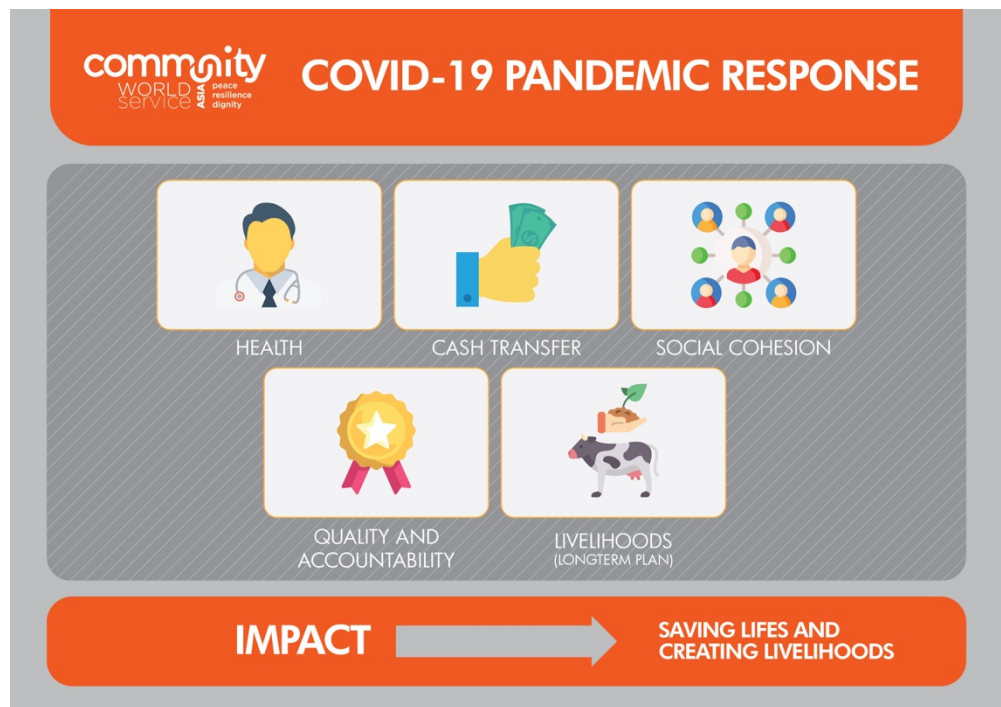 community
WORLD
service
ASIA
peace
resilience
dignity
COVID-19 PANDEMIC RESPONSE
HEALTH
CASH TRANSFER
SOCIAL COHESION
QUALITY AND
ACCOUNTABILITY
LIVELIHOODS
(LONGTERM PLAN)
IMPACT
SAVING LIFES AND
CREATING LIVELIHOODS